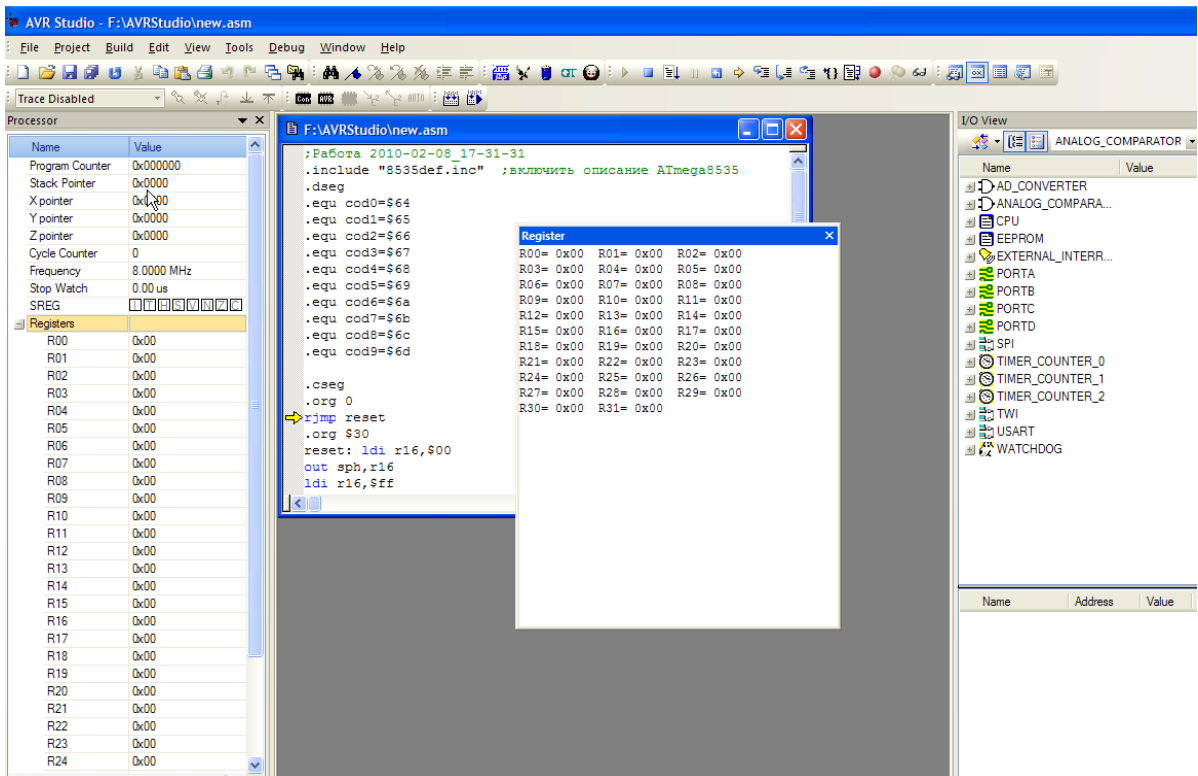 AVR Studio - F:\AVRStudio\new.asm
File Project Build Edit View Tools Debug Window Help
Trace Disabled
Con AVR AUTO
Processor
Name Value
Program Counter 0x000000
Stack Pointer 0x0000
X pointer 0x0000
Y pointer 0x0000
Z pointer 0x0000
Cycle Counter 0
Frequency 8.0000 MHz
Stop Watch 0.00 us
SREG I T H S V N Z C
Registers
R00 0x00
R01 0x00
R02 0x00
R03 0x00
R04 0x00
R05 0x00
R06 0x00
R07 0x00
R08 0x00
R09 0x00
R10 0x00
R11 0x00
R12 0x00
R13 0x00
R14 0x00
R15 0x00
R16 0x00
R17 0x00
R18 0x00
R19 0x00
R20 0x00
R21 0x00
R22 0x00
R23 0x00
R24 0x00
F:\AVRStudio\new.asm
;Работа 2010-02-08_17-31-31
.include "8535def.inc" ;включить описание ATmega8535
.dseg
.equ cod0=$64
.equ cod1=$65
.equ cod2=$66
.equ cod3=$67
.equ cod4=$68
.equ cod5=$69
.equ cod6=$6a
.equ cod7=$6b
.equ cod8=$6c
.equ cod9=$6d
.cseg
.org 0
rjmp reset
.org $30
reset: ldi r16,$00
out sph,r16
ldi r16,$ff
Register
R00= 0x00 R01= 0x00 R02= 0x00
R03= 0x00 R04= 0x00 R05= 0x00
R06= 0x00 R07= 0x00 R08= 0x00
R09= 0x00 R10= 0x00 R11= 0x00
R12= 0x00 R13= 0x00 R14= 0x00
R15= 0x00 R16= 0x00 R17= 0x00
R18= 0x00 R19= 0x00 R20= 0x00
R21= 0x00 R22= 0x00 R23= 0x00
R24= 0x00 R25= 0x00 R26= 0x00
R27= 0x00 R28= 0x00 R29= 0x00
R30= 0x00 R31= 0x00
I/O View
ANALOG_COMPARATOR
Name Value
AD_CONVERTER
ANALOG_COMPARA...
CPU
EEPROM
EXTERNAL_INTERR...
PORTA
PORTB
PORTC
PORTD
SPI
TIMER_COUNTER_0
TIMER_COUNTER_1
TIMER_COUNTER_2
TWI
USART
WATCHDOG
Name Address Value